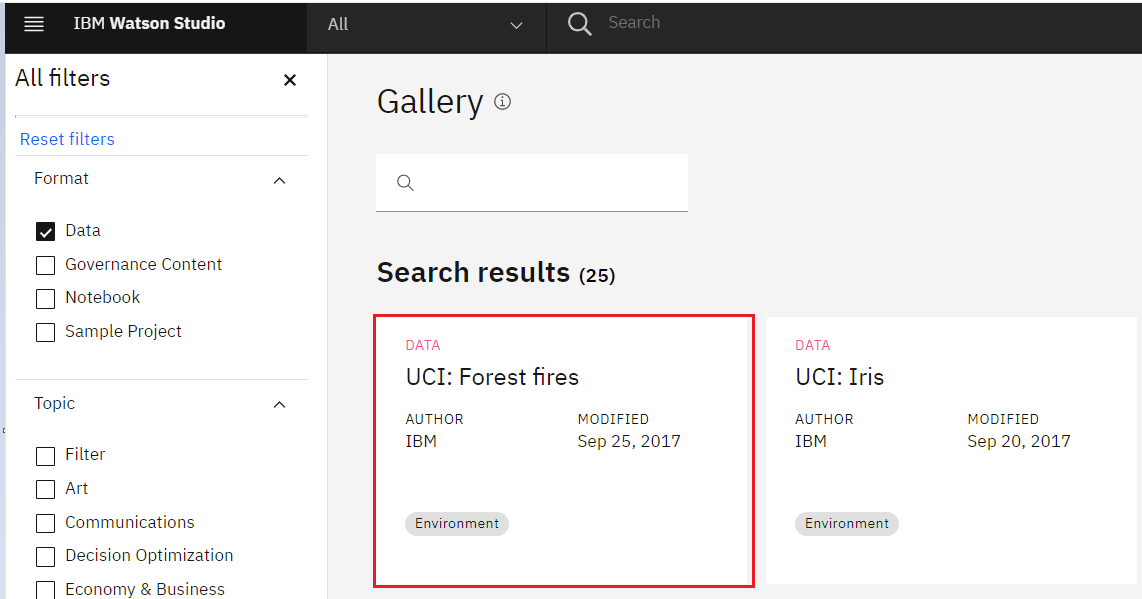 IBM Watson Studio
All
Search
All filters
Reset filters
Format
Data
Governance Content
Notebook
Sample Project
Topic
Filter
Art
Communications
Decision Optimization
Economy & Business
Gallery
Search results (25)
DATA
UCI: Forest fires
AUTHOR MODIFIED
IBM Sep 25, 2017
Environment
DATA
UCI: Iris
AUTHOR MODIFIED
IBM Sep 20, 2017
Environment